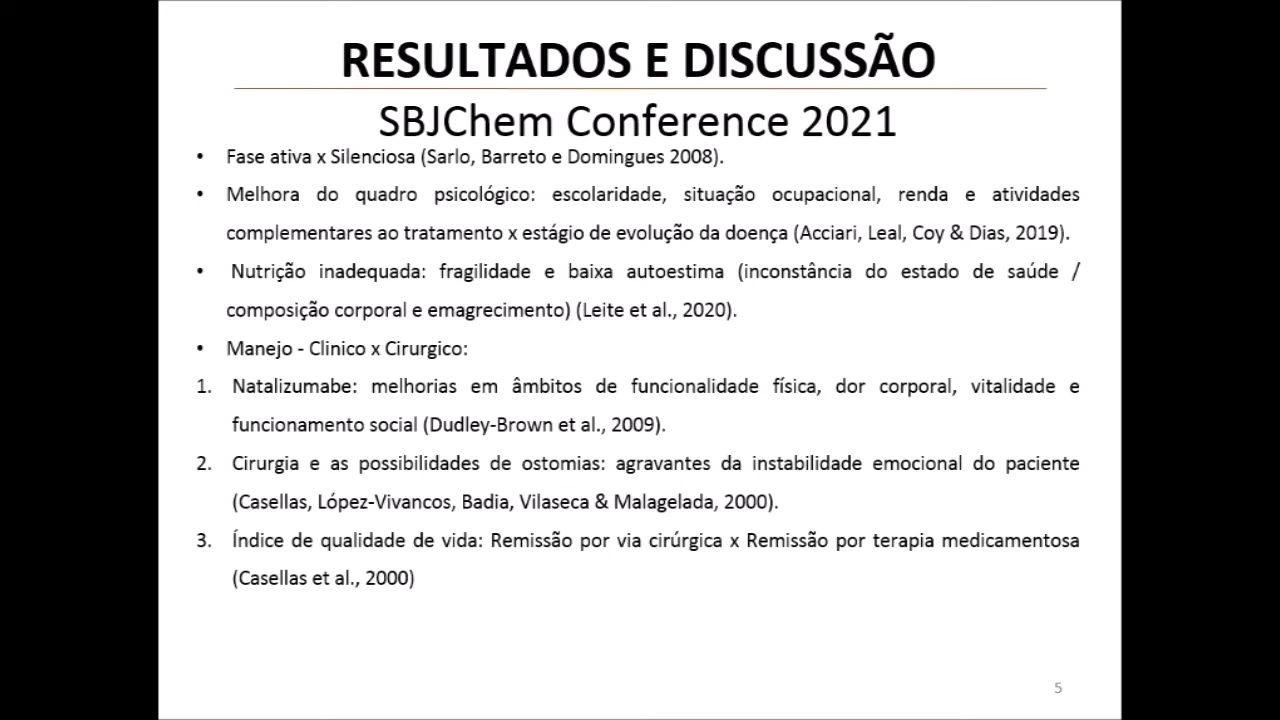 RESULTADOS E DISCUSSÃO
SBJChem Conference 2021
• Fase ativa x Silenciosa (Sarlo, Barreto e Domingues 2008).
• Melhora do quadro psicológico: escolaridade, situação ocupacional, renda e atividades
complementares ao tratamento x estágio de evolução da doença (Acciari, Leal, Coy & Dias, 2019).
• Nutrição inadequada: fragilidade e baixa autoestima (inconstância do estado de saúde /
composição corporal e emagrecimento) (Leite et al., 2020).
• Manejo - Clinico x Cirurgico:
1. Natalizumabe: melhorias em âmbitos de funcionalidade física, dor corporal, vitalidade e
funcionamento social (Dudley-Brown et al., 2009).
2. Cirurgia e as possibilidades de ostomias: agravantes da instabilidade emocional do paciente
(Casellas, López-Vivancos, Badia, Vilaseca & Malagelada, 2000).
3. Índice de qualidade de vida: Remissão por via cirúrgica x Remissão por terapia medicamentosa
(Casellas et al., 2000)
5